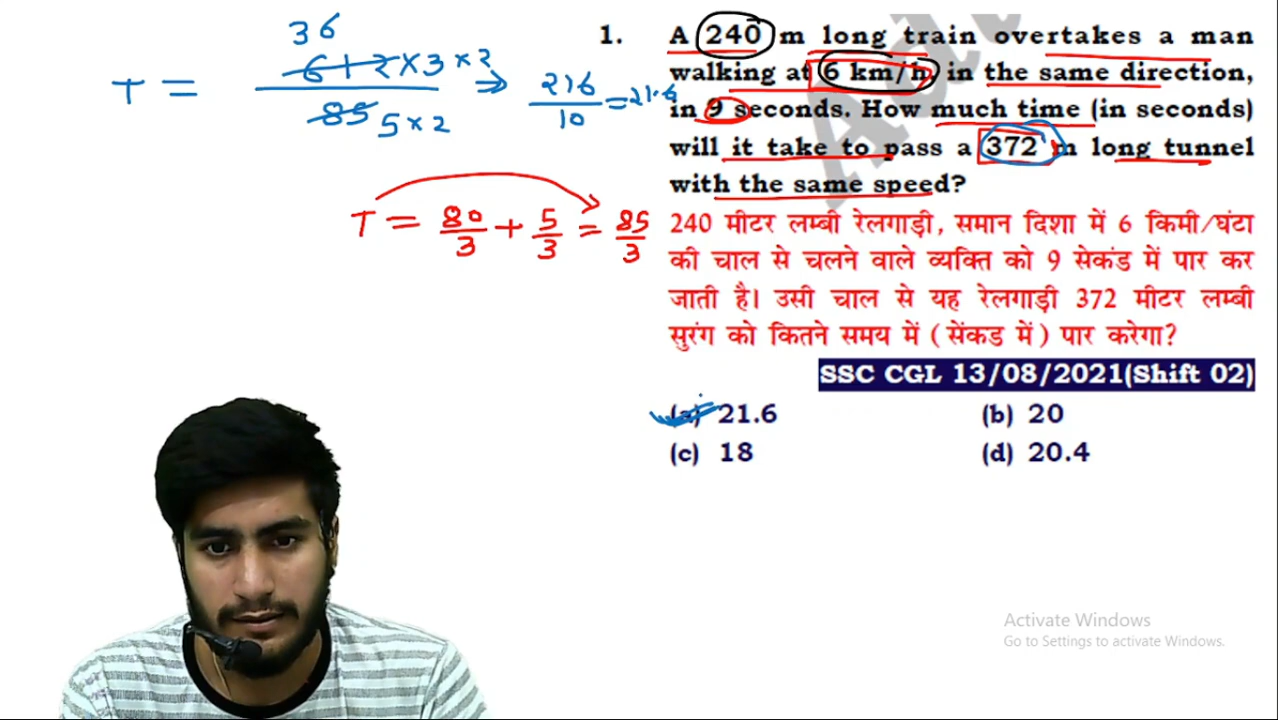 1. A 240 m long train overtakes a man
walking at 6 km/h in the same direction,
in 9 seconds. How much time (in seconds)
will it take to pass a 372 m long tunnel
with the same speed?
240 मीटर लम्बी रेलगाड़ी, समान दिशा में 6 किमी/घंटा
की चाल से चलने वाले व्यक्ति को 9 सेकंड में पार कर
जाती है। उसी चाल से यह रेलगाड़ी 372 मीटर लम्बी
सुरंग को कितने समय में (सेंकड में) पार करेगा?
SSC CGL 13/08/2021(Shift 02)
(a) 21.6 (b) 20
(c) 18 (d) 20.4
36
T = 612×3×2 / 85 5×2 ⇒ 216/10 = 21.6
T = 80/3 + 5/3 = 85/3
Activate Windows
Go to Settings to activate Windows.